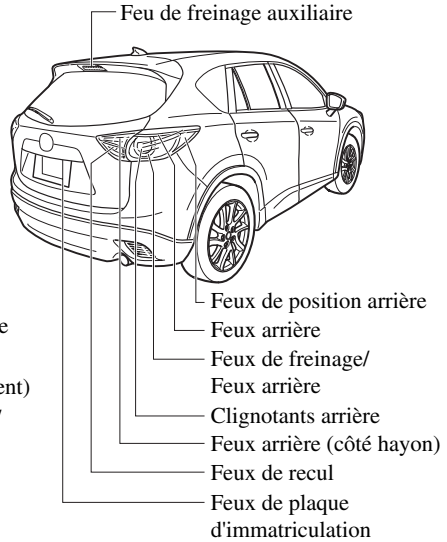 Feu de freinage auxiliaire
Feux de position arrière
Feux arrière
Feux de freinage/
Feux arrière
Clignotants arrière
Feux arrière (côté hayon)
Feux de recul
Feux de plaque
d'immatriculation
e
ent)